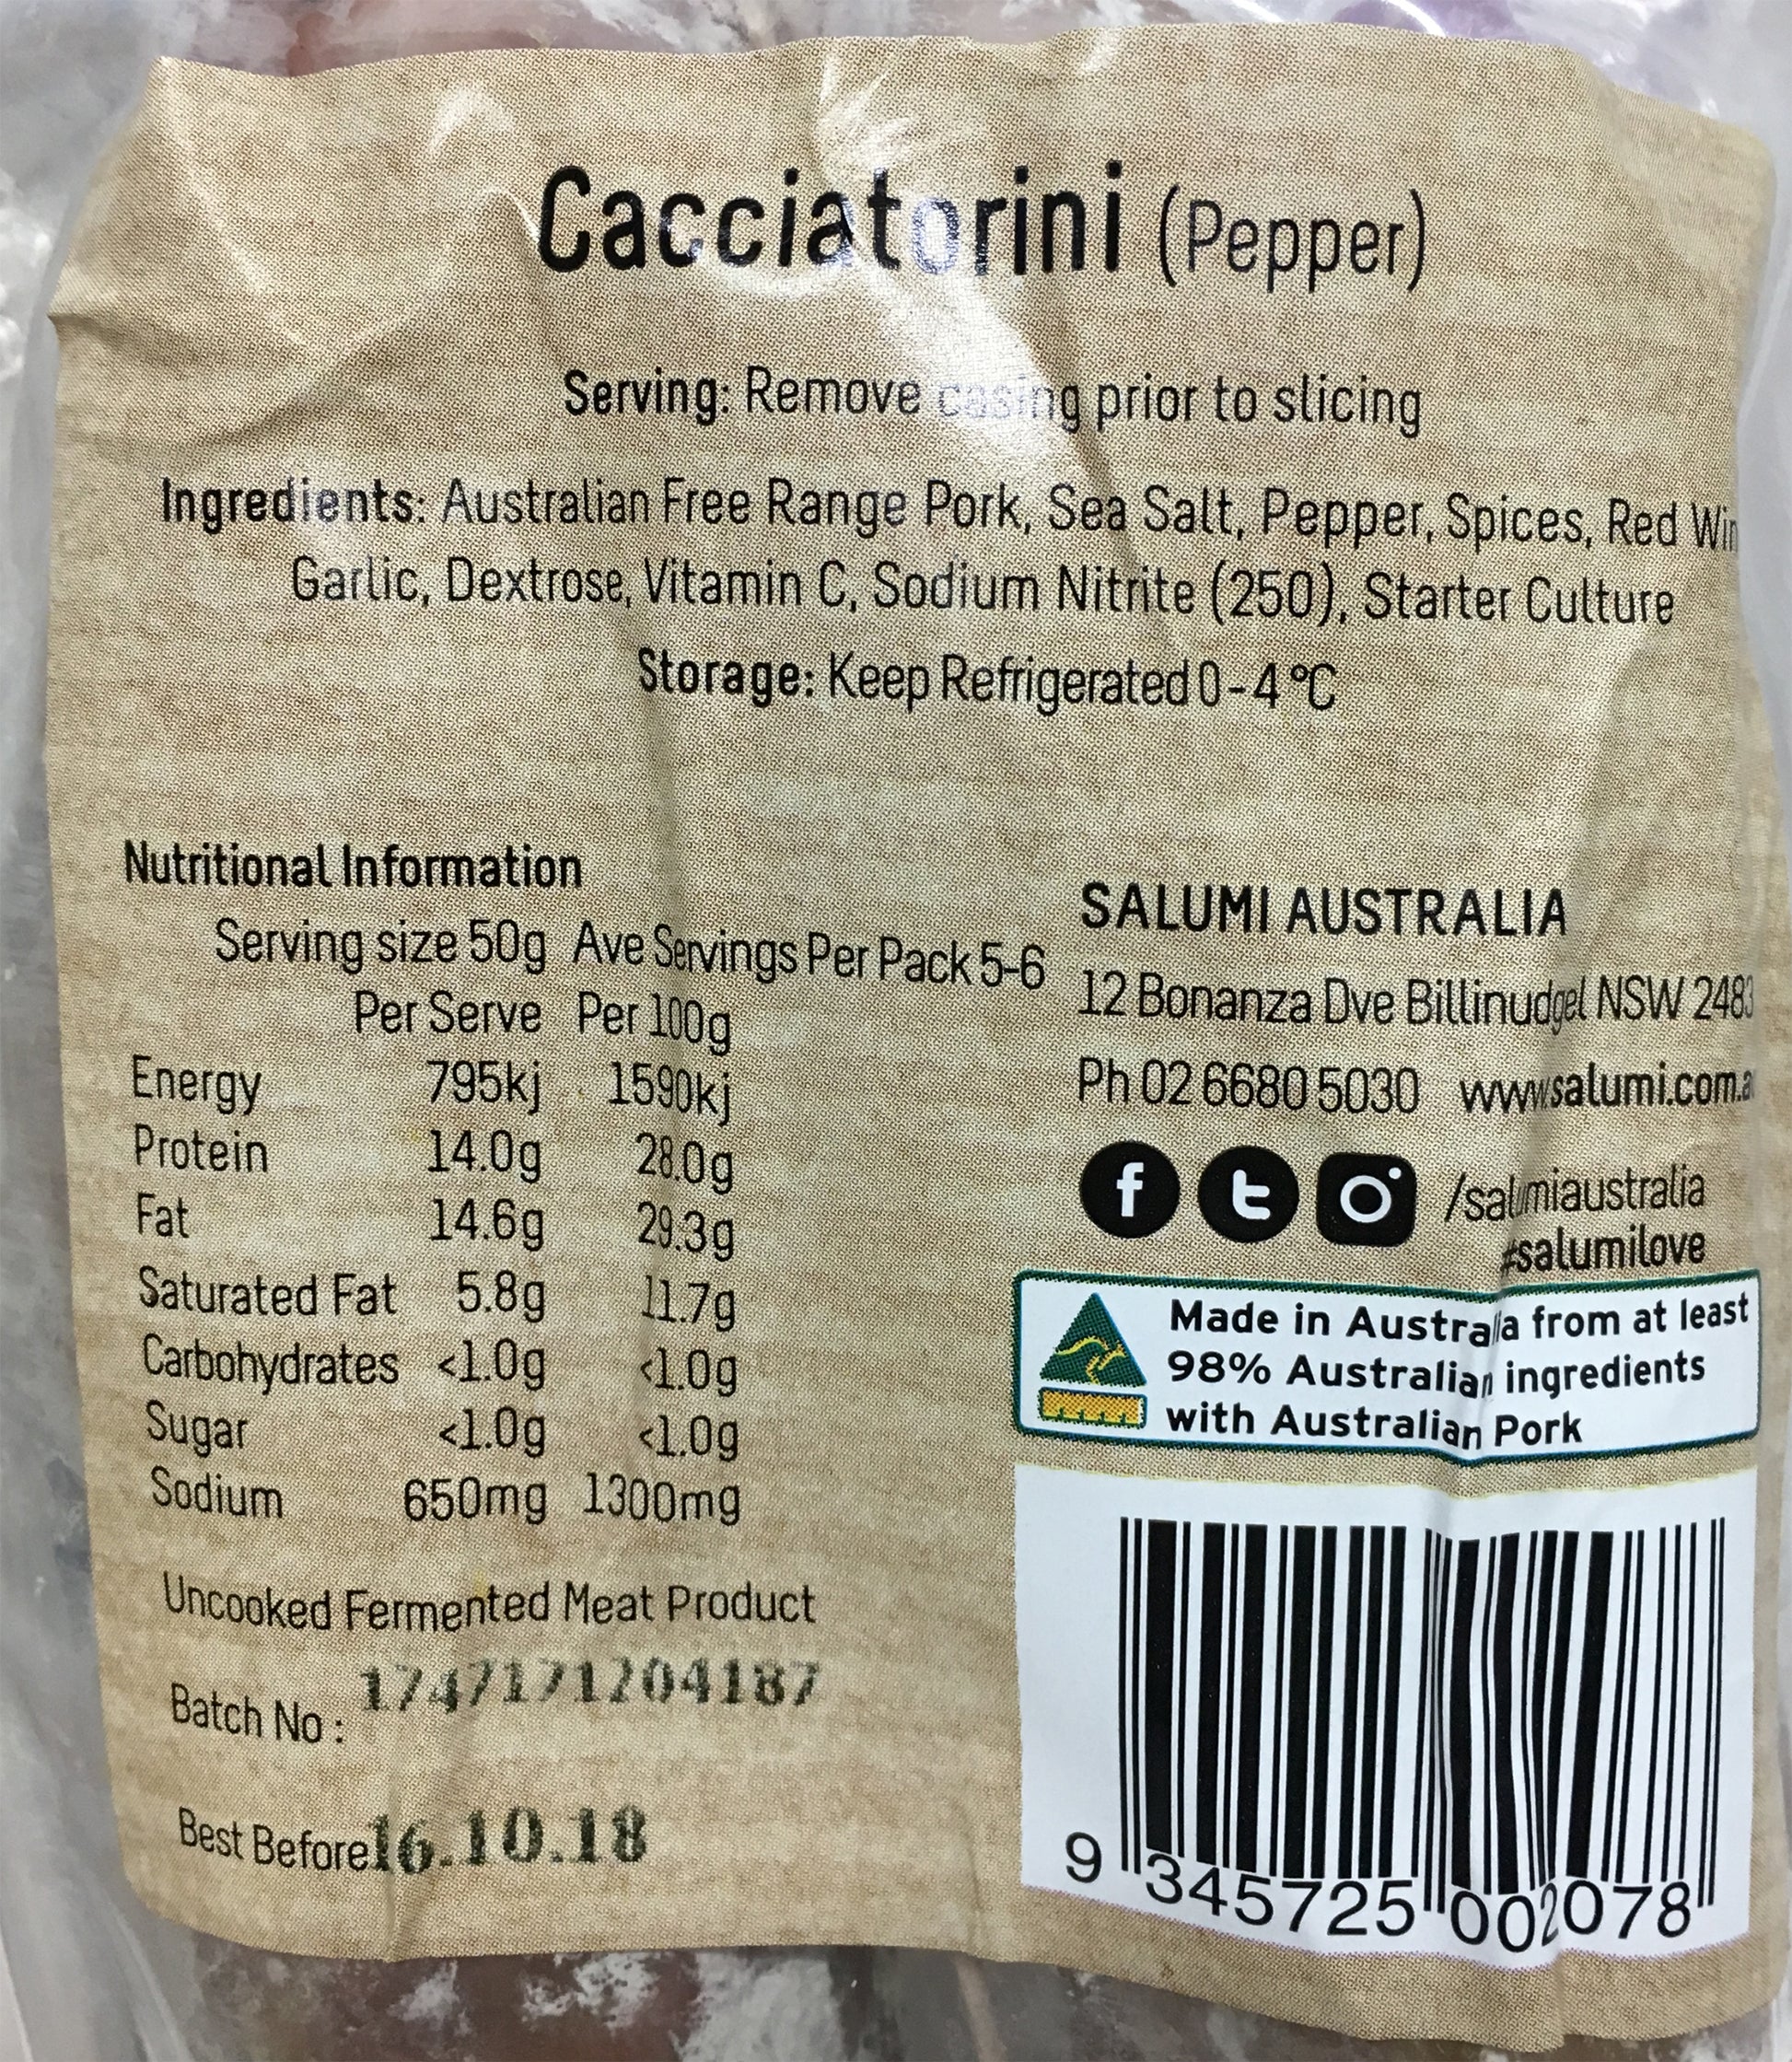 Cacciatorini (Pepper)
Serving: Remove casing prior to slicing
Ingredients: Australian Free Range Pork, Sea Salt, Pepper, Spices, Red Win
Garlic, Dextrose, Vitamin C, Sodium Nitrite (250), Starter Culture
Storage: Keep Refrigerated 0-4°C
Nutritional Information
Serving size 50g Ave Servings Per Pack 5-6
Per Serve Per 100g
Energy 795kj 1590kj
Protein 14.0g 28.0g
Fat 14.6g 29.3g
Saturated Fat 5.8g 11.7g
Carbohydrates <1.0g <1.0g
Sugar <1.0g <1.0g
Sodium 650mg 1300mg
Uncooked Fermented Meat Product
Batch No : 1747171204187
Best Before 16.10.18
SALUMI AUSTRALIA
12 Bonanza Dve Billinudgel NSW 2483
Ph 02 6680 5030 www.salumi.com.a
f t /salumiaustralia
#salumilove
Made in Australia from at least
98% Australian ingredients
with Australian Pork
9 345725 002078